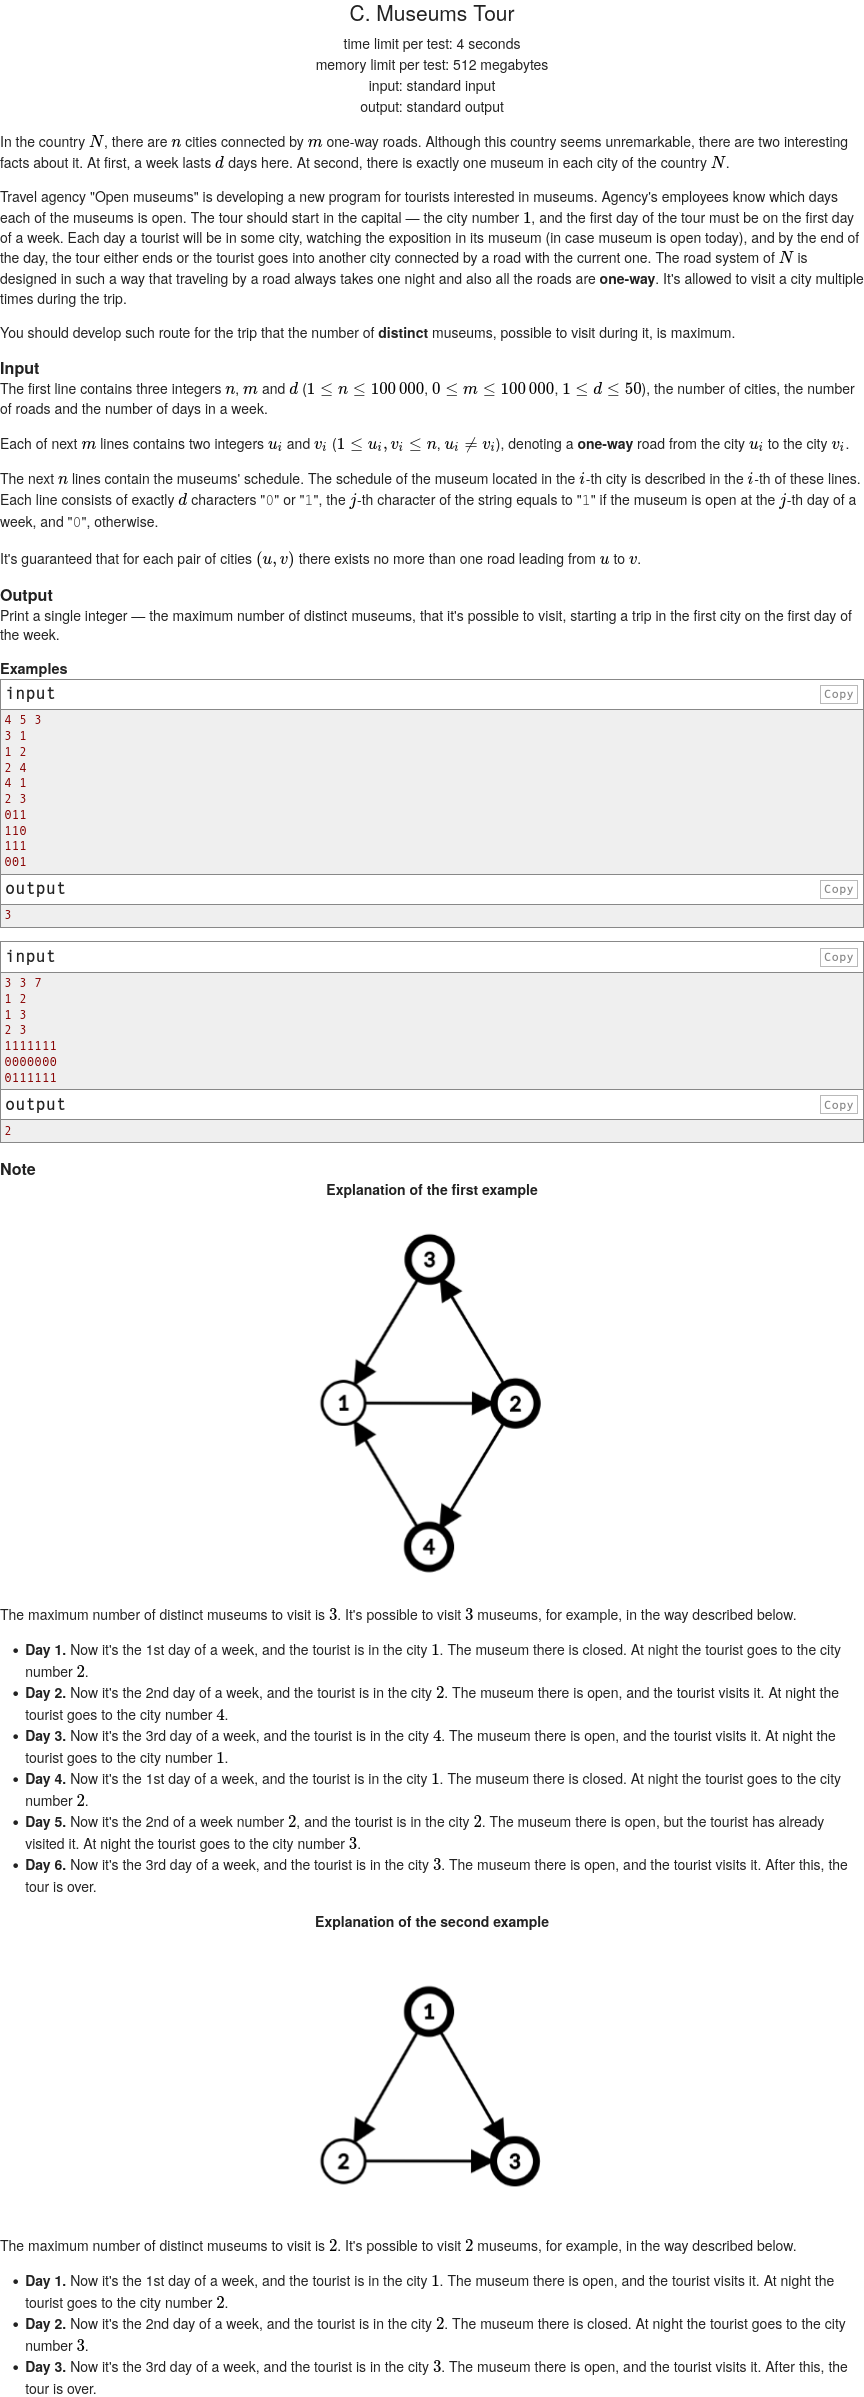 C. Museums Tour
time limit per test: 4 seconds
memory limit per test: 512 megabytes
input: standard input
output: standard output
In the country N, there are n cities connected by m one-way roads. Although this country seems unremarkable, there are two interesting
facts about it. At first, a week lasts d days here. At second, there is exactly one museum in each city of the country N.
Travel agency "Open museums" is developing a new program for tourists interested in museums. Agency's employees know which days
each of the museums is open. The tour should start in the capital — the city number 1, and the first day of the tour must be on the first day
of a week. Each day a tourist will be in some city, watching the exposition in its museum (in case museum is open today), and by the end of
the day, the tour either ends or the tourist goes into another city connected by a road with the current one. The road system of N is
designed in such a way that traveling by a road always takes one night and also all the roads are one-way. It's allowed to visit a city multiple
times during the trip.
You should develop such route for the trip that the number of distinct museums, possible to visit during it, is maximum.
Input
The first line contains three integers n, m and d (1 ≤ n ≤ 100 000, 0 ≤ m ≤ 100 000, 1 ≤ d ≤ 50), the number of cities, the number
of roads and the number of days in a week.
Each of next m lines contains two integers u_i and v_i (1 ≤ u_i, v_i ≤ n, u_i ≠ v_i), denoting a one-way road from the city u_i to the city v_i.
The next n lines contain the museums' schedule. The schedule of the museum located in the i-th city is described in the i-th of these lines.
Each line consists of exactly d characters "0" or "1", the j-th character of the string equals to "1" if the museum is open at the j-th day of a
week, and "0", otherwise.
It's guaranteed that for each pair of cities (u, v) there exists no more than one road leading from u to v.
Output
Print a single integer — the maximum number of distinct museums, that it's possible to visit, starting a trip in the first city on the first day of
the week.
Examples
input Copy
4 5 3
3 1
1 2
2 4
4 1
2 3
011
110
111
001
output Copy
3
input Copy
3 3 7
1 2
1 3
2 3
1111111
0000000
0111111
output Copy
2
Note
Explanation of the first example
3
1 2
4
The maximum number of distinct museums to visit is 3. It's possible to visit 3 museums, for example, in the way described below.
• Day 1. Now it's the 1st day of a week, and the tourist is in the city 1. The museum there is closed. At night the tourist goes to the city
number 2.
• Day 2. Now it's the 2nd day of a week, and the tourist is in the city 2. The museum there is open, and the tourist visits it. At night the
tourist goes to the city number 4.
• Day 3. Now it's the 3rd day of a week, and the tourist is in the city 4. The museum there is open, and the tourist visits it. At night the
tourist goes to the city number 1.
• Day 4. Now it's the 1st day of a week, and the tourist is in the city 1. The museum there is closed. At night the tourist goes to the city
number 2.
• Day 5. Now it's the 2nd of a week number 2, and the tourist is in the city 2. The museum there is open, but the tourist has already
visited it. At night the tourist goes to the city number 3.
• Day 6. Now it's the 3rd day of a week, and the tourist is in the city 3. The museum there is open, and the tourist visits it. After this, the
tour is over.
Explanation of the second example
1
2 3
The maximum number of distinct museums to visit is 2. It's possible to visit 2 museums, for example, in the way described below.
• Day 1. Now it's the 1st day of a week, and the tourist is in the city 1. The museum there is open, and the tourist visits it. At night the
tourist goes to the city number 2.
• Day 2. Now it's the 2nd day of a week, and the tourist is in the city 2. The museum there is closed. At night the tourist goes to the city
number 3.
• Day 3. Now it's the 3rd day of a week, and the tourist is in the city 3. The museum there is open, and the tourist visits it. After this, the
tour is over.